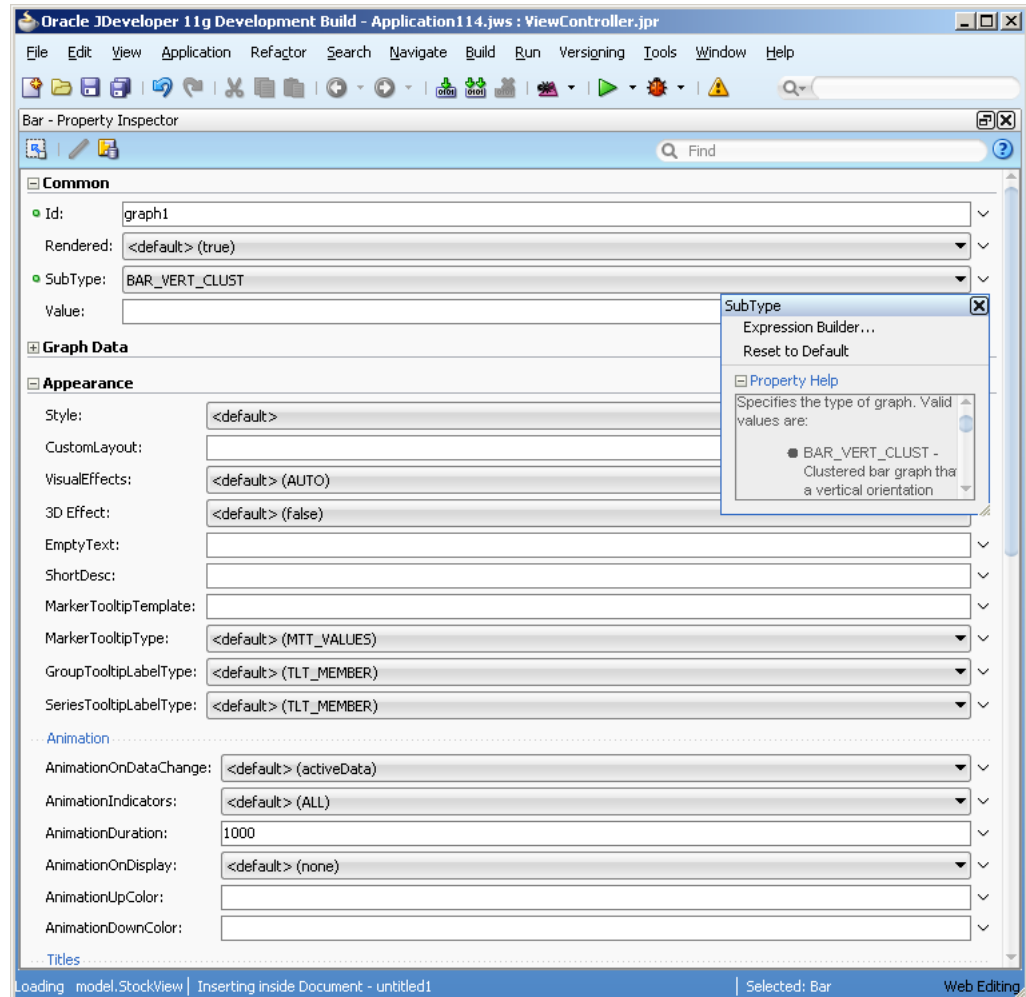 Oracle JDeveloper 11g Development Build - Application114.jws : ViewController.jpr
File Edit View Application Refactor Search Navigate Build Run Versioning Tools Window Help
Bar - Property Inspector
Find
Common
Id: graph1
Rendered: <default> (true)
SubType: BAR_VERT_CLUST
Value:
SubType
Expression Builder...
Reset to Default
Property Help
Specifies the type of graph. Valid
values are:
BAR_VERT_CLUST -
Clustered bar graph tha
a vertical orientation
Graph Data
Appearance
Style: <default>
CustomLayout:
VisualEffects: <default> (AUTO)
3D Effect: <default> (false)
EmptyText:
ShortDesc:
MarkerTooltipTemplate:
MarkerTooltipType: <default> (MTT_VALUES)
GroupTooltipLabelType: <default> (TLT_MEMBER)
SeriesTooltipLabelType: <default> (TLT_MEMBER)
Animation
AnimationOnDataChange: <default> (activeData)
AnimationIndicators: <default> (ALL)
AnimationDuration: 1000
AnimationOnDisplay: <default> (none)
AnimationUpColor:
AnimationDownColor:
Titles
Loading model.StockView Inserting inside Document - untitled1 Selected: Bar Web Editing